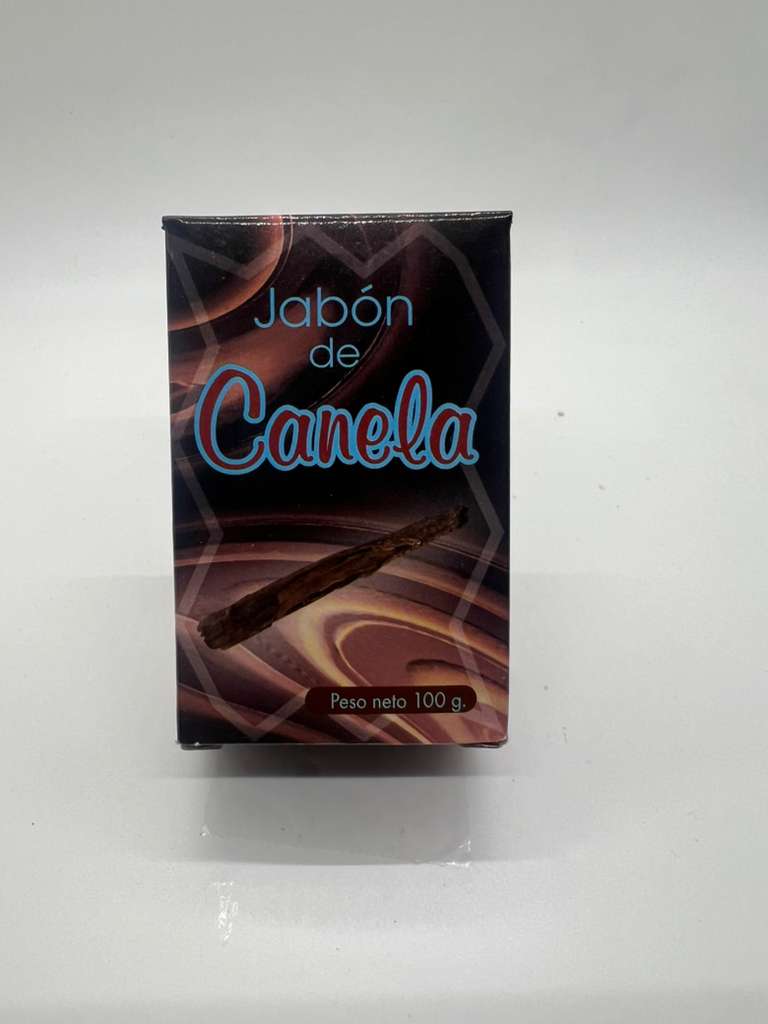 Jabón
de
Canela
Peso neto 100 g.